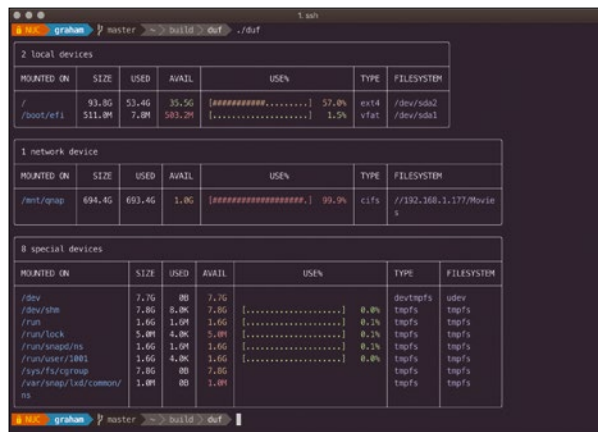 1. ssh
NUC graham master ~ build duf ./duf
2 local devices
MOUNTED ON SIZE USED AVAIL USE% TYPE FILESYSTEM
/ 93.8G 53.4G 35.5G [###########.........] 57.0% ext4 /dev/sda2
/boot/efi 511.0M 7.8M 503.2M [....................] 1.5% vfat /dev/sda1
1 network device
MOUNTED ON SIZE USED AVAIL USE% TYPE FILESYSTEM
/mnt/qnap 694.4G 693.4G 1.0G [###################.] 99.9% cifs //192.168.1.177/Movie
s
8 special devices
MOUNTED ON SIZE USED AVAIL USE% TYPE FILESYSTEM
/dev 7.7G 0B 7.7G devtmpfs udev
/dev/shm 7.8G 8.0K 7.8G [....................] 0.0% tmpfs tmpfs
/run 1.6G 1.6M 1.6G [....................] 0.1% tmpfs tmpfs
/run/lock 5.0M 4.0K 5.0M [....................] 0.1% tmpfs tmpfs
/run/snapd/ns 1.6G 1.6M 1.6G [....................] 0.1% tmpfs tmpfs
/run/user/1001 1.6G 4.0K 1.6G [....................] 0.0% tmpfs tmpfs
/sys/fs/cgroup 7.8G 0B 7.8G tmpfs tmpfs
/var/snap/lxd/common/ 1.0M 0B 1.0M tmpfs tmpfs
ns
NUC graham master ~ build duf